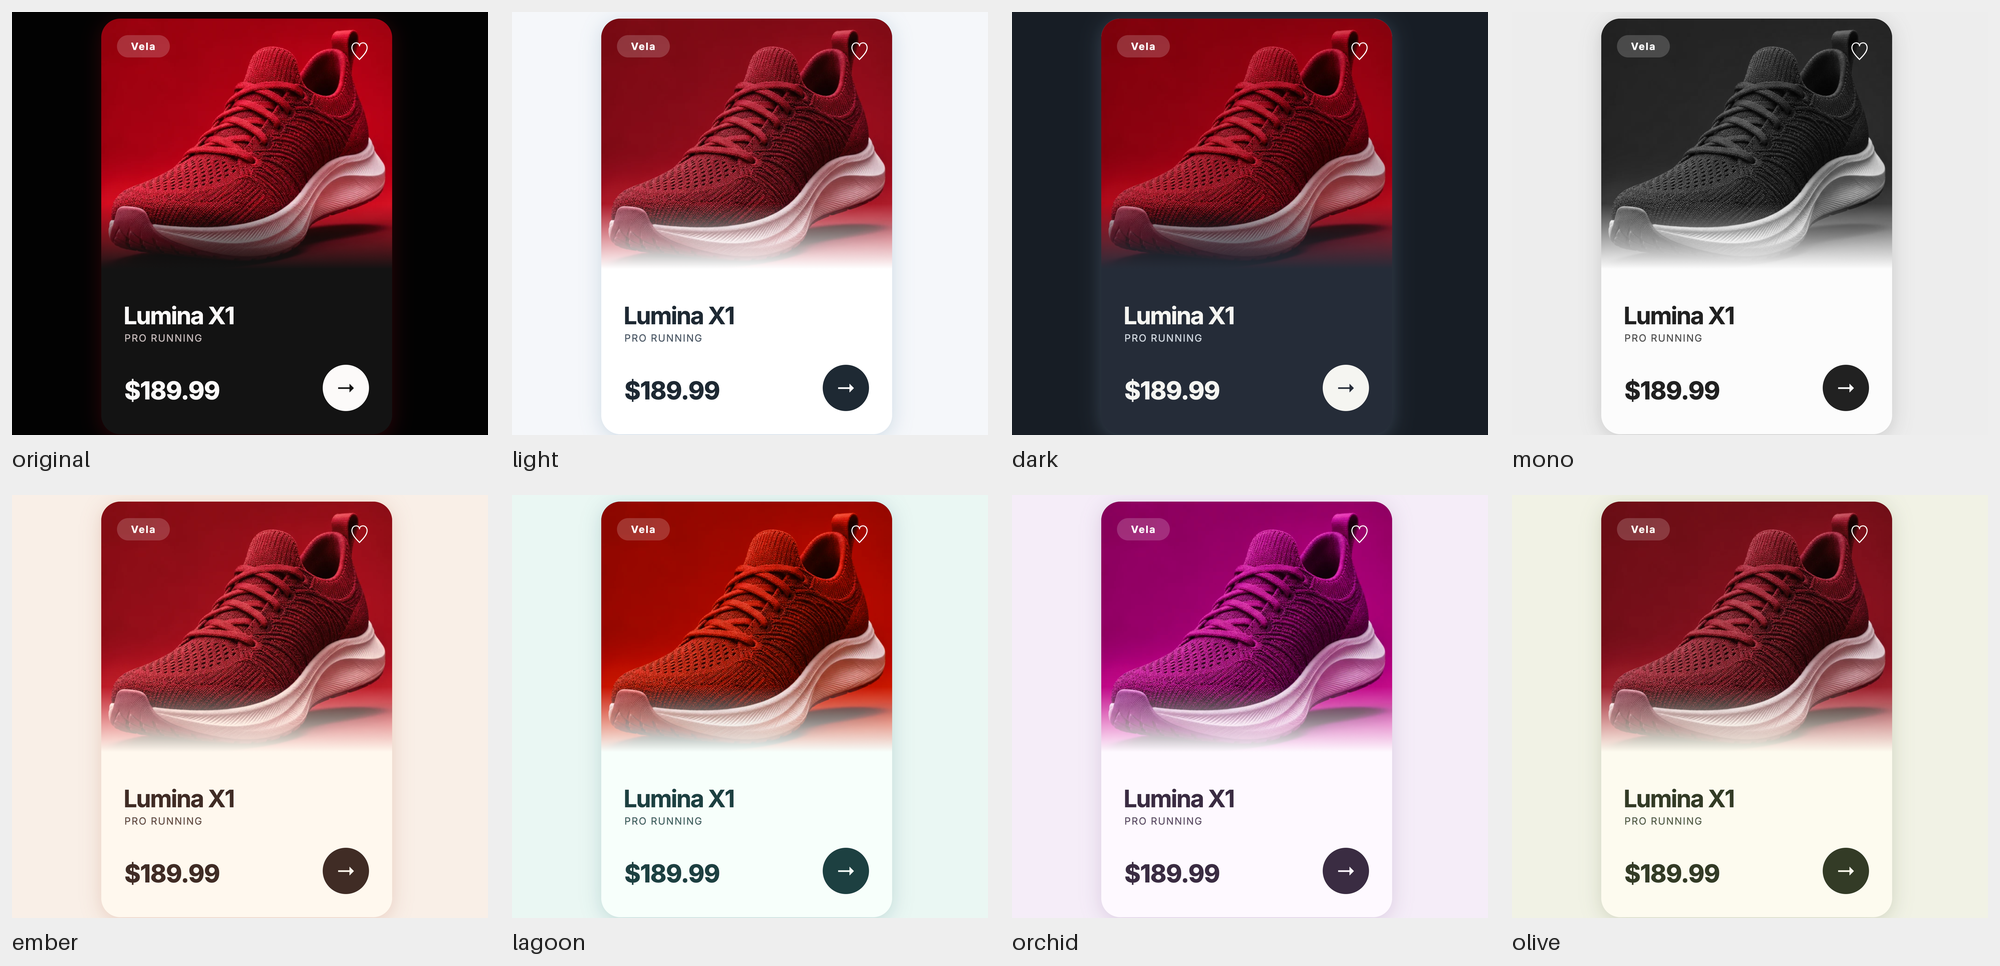 Vela
Lumina X1
PRO RUNNING
$189.99
→
original
Vela
Lumina X1
PRO RUNNING
$189.99
→
light
Vela
Lumina X1
PRO RUNNING
$189.99
→
dark
Vela
Lumina X1
PRO RUNNING
$189.99
→
mono
Vela
Lumina X1
PRO RUNNING
$189.99
→
ember
Vela
Lumina X1
PRO RUNNING
$189.99
→
lagoon
Vela
Lumina X1
PRO RUNNING
$189.99
→
orchid
Vela
Lumina X1
PRO RUNNING
$189.99
→
olive